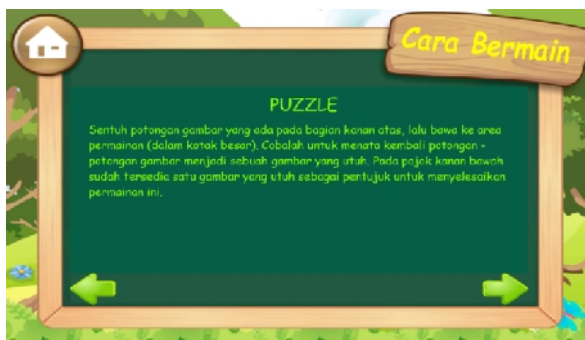 Cara Bermain
PUZZLE
Sentuh potongan gambar yang ada pada bagian kanan atas, lalu bawa ke area
permainan (dalam kotak besar). Cobalah untuk menata kembali potongan -
potongan gambar menjadi sebuah gambar yang utuh. Pada pojok kanan bawah
sudah tersedia satu gambar yang utuh sebagai pentujuk untuk menyelesaikan
permainan ini.